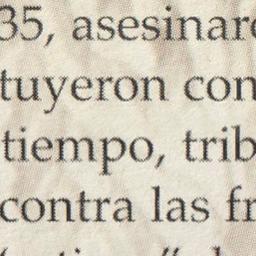 35, asesinar
tuyeron con
tiempo, trib
contra las fr